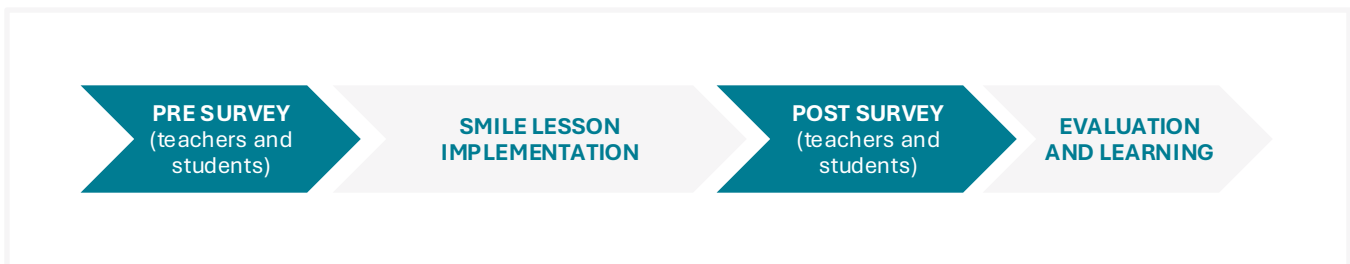 PRE SURVEY
(teachers and
students)
SMILE LESSON
IMPLEMENTATION
POST SURVEY
(teachers and
students)
EVALUATION
AND LEARNING